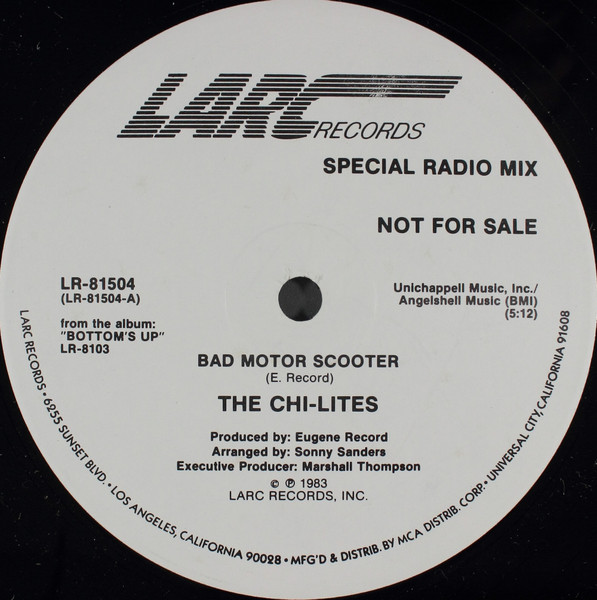 LARC RECORDS
SPECIAL RADIO MIX
NOT FOR SALE
LR-81504
(LR-81504-A)
from the album:
"BOTTOM'S UP"
LR-8103
Unichappell Music, Inc./
Angelshell Music (BMI)
(5:12)
BAD MOTOR SCOOTER
(E. Record)
THE CHI-LITES
Produced by: Eugene Record
Arranged by: Sonny Sanders
Executive Producer: Marshall Thompson
© ℗ 1983
LARC RECORDS, INC.
LARC RECORDS • 6255 SUNSET BLVD. • LOS ANGELES, CALIFORNIA 90028 • MFG'D & DISTRIB. BY MCA DISTRIB. CORP. • UNIVERSAL CITY, CALIFORNIA 91608